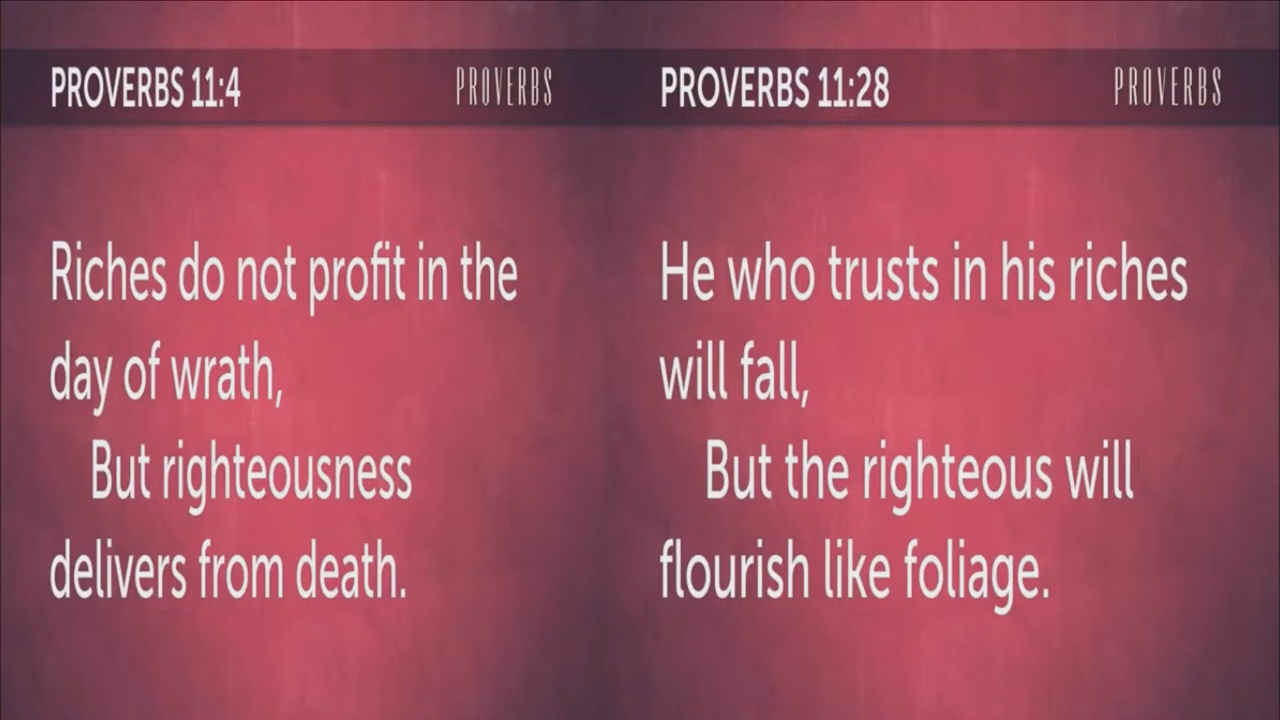 PROVERBS 11:4
PROVERBS
Riches do not profit in the
day of wrath,
But righteousness
delivers from death.
PROVERBS 11:28
PROVERBS
He who trusts in his riches
will fall,
But the righteous will
flourish like foliage.